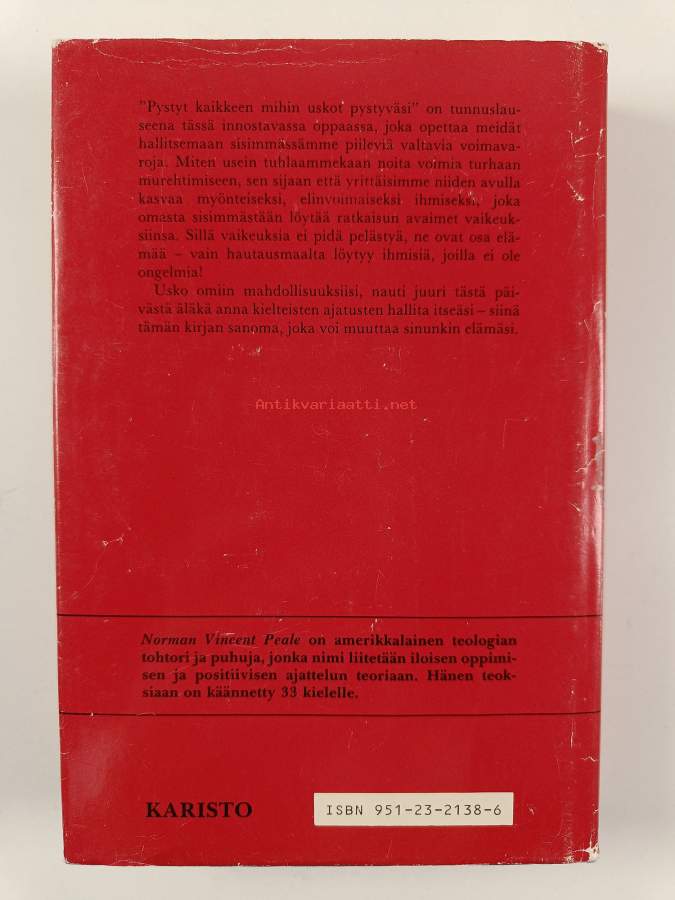 "Pystyt kaikkeen mihin uskot pystyväsi" on tunnuslau-
seena tässä innostavassa oppaassa, joka opettaa meidät
hallitsemaan sisimmässämme piileviä valtavia voimava-
roja. Miten usein tuhlaammekaan noita voimia turhaan
murehtimiseen, sen sijaan että yrittäisimme niiden avulla
kasvaa myönteiseksi, elinvoimaiseksi ihmiseksi, joka
omasta sisimmästään löytää ratkaisun avaimet vaikeuk-
siinsa. Sillä vaikeuksia ei pidä pelästyä, ne ovat osa elä-
mää – vain hautausmaalta löytyy ihmisiä, joilla ei ole
ongelmia!
Usko omiin mahdollisuuksiisi, nauti juuri tästä päi-
västä äläkä anna kielteisten ajatusten hallita itseäsi – siinä
tämän kirjan sanoma, joka voi muuttaa sinunkin elämäsi.
Antikvariaatti.net
Norman Vincent Peale on amerikkalainen teologian
tohtori ja puhuja, jonka nimi liitetään iloisen oppimi-
sen ja positiivisen ajattelun teoriaan. Hänen teok-
siaan on käännetty 33 kielelle.
KARISTO
ISBN 951-23-2138-6